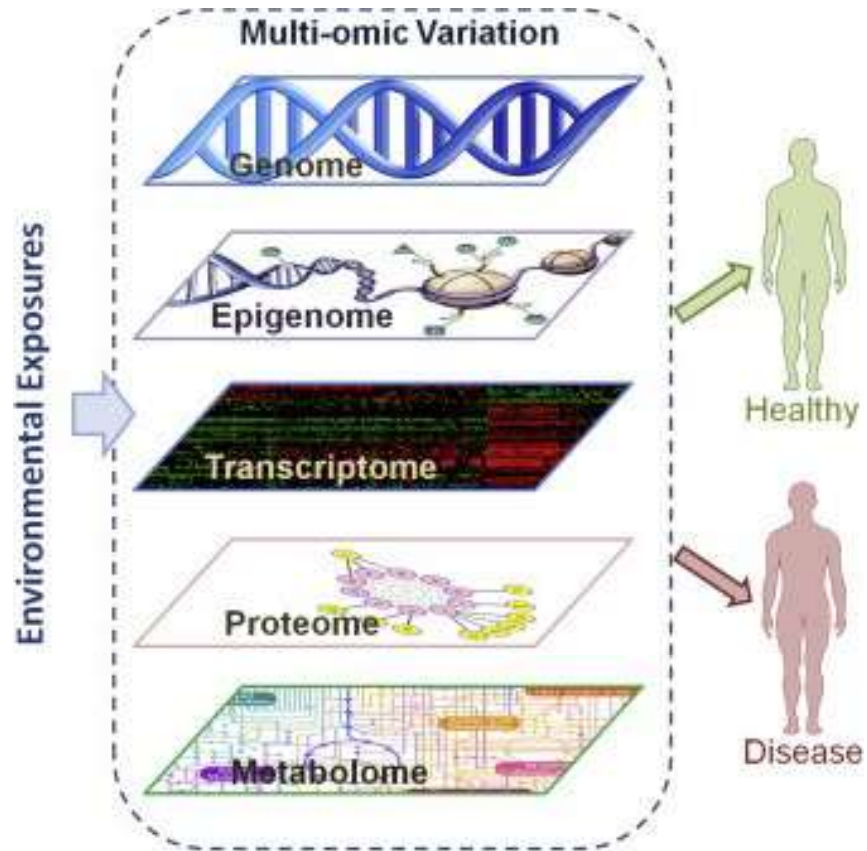 Multi-omic Variation
Genome
Epigenome
Transcriptome
Proteome
Metabolome
Environmental Exposures
Healthy
Disease